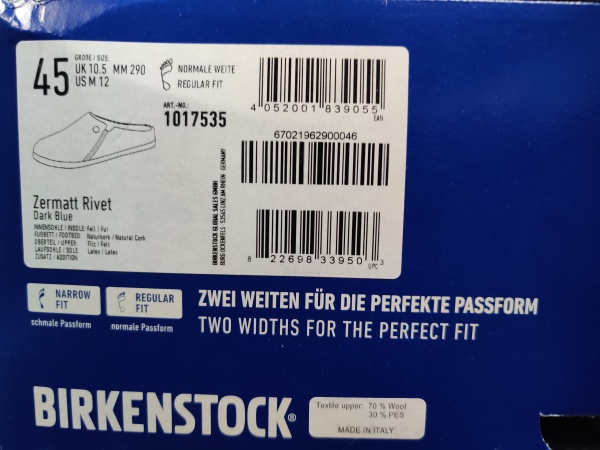 45
GRÖßE / SIZE:
UK 10.5 MM 290
US M 12
NORMALE WEITE
REGULAR FIT
ART.-NO.:
1017535
4 052001 839055
EAN
67021962900046
Zermatt Rivet
Dark Blue
INNENSOHLE / INSOLE: Fell / Fur
FUßBETT / FOOTBED: Naturkork / Natural Cork
OBERTEIL / UPPER: Filz / Felt
LAUFSOHLE / SOLE: Latex / Latex
ZUSATZ / ADDITION:
BIRKENSTOCK GLOBAL SALES GMBH
BURG OCKENFELS 53545 LINZ AM RHEIN GERMANY
8 22698 33950 3
UPC
NARROW
FIT
schmale Passform
REGULAR
FIT
normale Passform
ZWEI WEITEN FÜR DIE PERFEKTE PASSFORM
TWO WIDTHS FOR THE PERFECT FIT
BIRKENSTOCK®
Textile upper: 70 % Wool
30 % PES
MADE IN ITALY